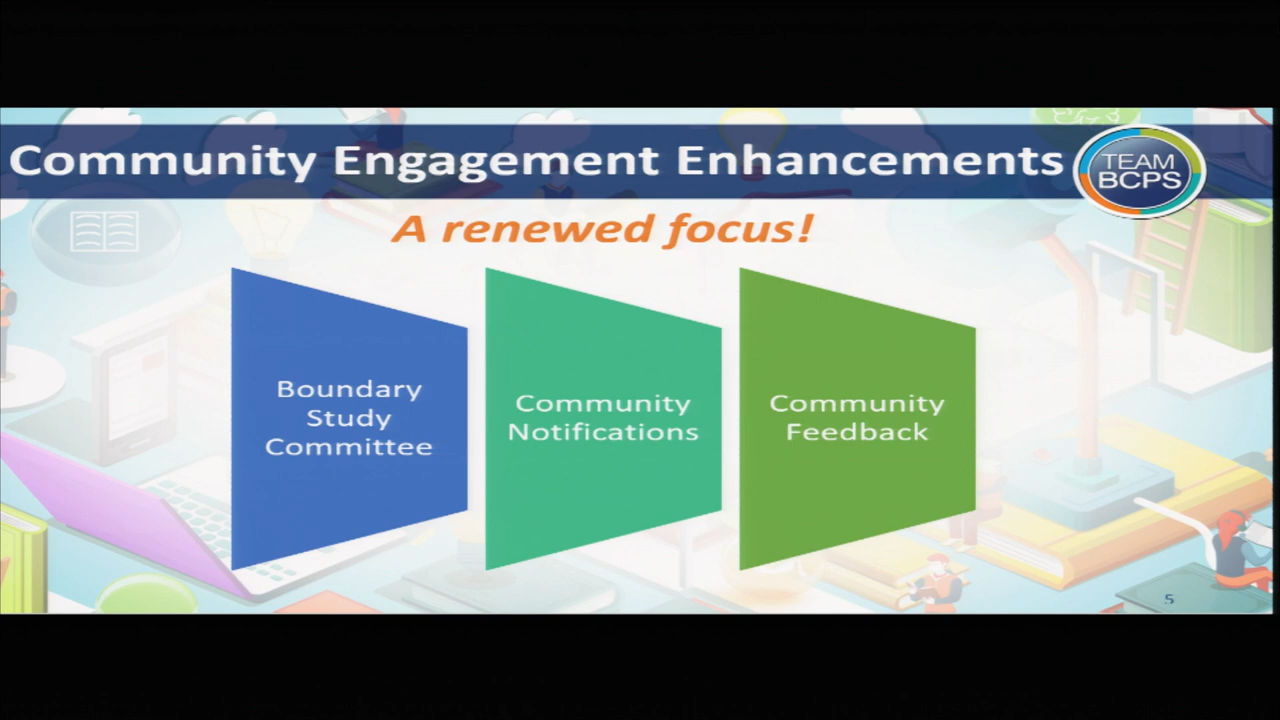 Community Engagement Enhancements
TEAM
BCPS
A renewed focus!
Boundary
Study
Committee
Community
Notifications
Community
Feedback
5